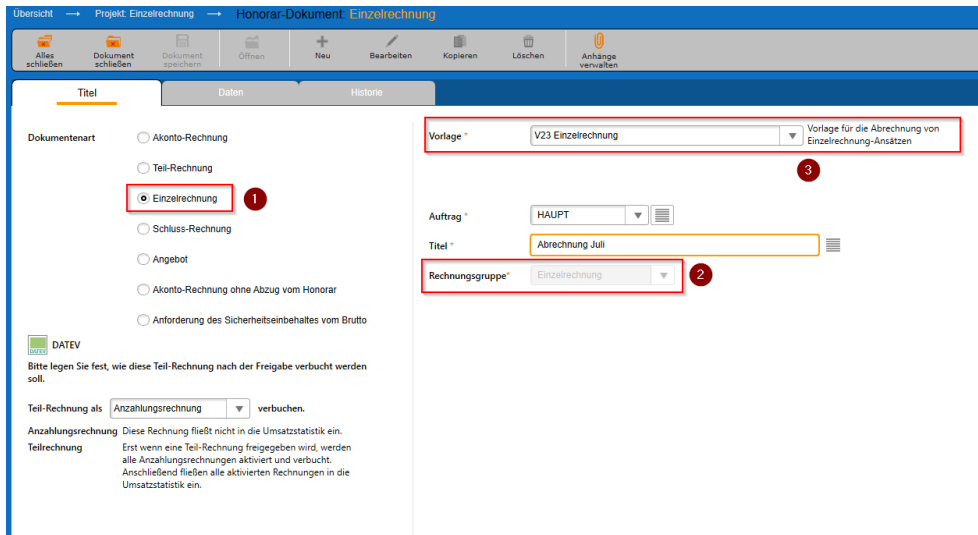 Übersicht → Projekt: Einzelrechnung → Honorar-Dokument: Einzelrechnung
Alles schließen
Dokument schließen
Dokument speichern
Öffnen
Neu
Bearbeiten
Kopieren
Löschen
Anhänge verwalten
Titel
Daten
Historie
Dokumentenart
Akonto-Rechnung
Teil-Rechnung
Einzelrechnung
1
Schluss-Rechnung
Angebot
Akonto-Rechnung ohne Abzug vom Honorar
Anforderung des Sicherheitseinbehaltes vom Brutto
DATEV
DATEV
Bitte legen Sie fest, wie diese Teil-Rechnung nach der Freigabe verbucht werden
soll.
Teil-Rechnung als Anzahlungsrechnung verbuchen.
Anzahlungsrechnung Diese Rechnung fließt nicht in die Umsatzstatistik ein.
Teilrechnung Erst wenn eine Teil-Rechnung freigegeben wird, werden
alle Anzahlungsrechnungen aktiviert und verbucht.
Anschließend fließen alle aktivierten Rechnungen in die
Umsatzstatistik ein.
Vorlage * V23 Einzelrechnung
Vorlage für die Abrechnung von
Einzelrechnung-Ansätzen
3
Auftrag * HAUPT
Titel * Abrechnung Juli
Rechnungsgruppe* Einzelrechnung
2